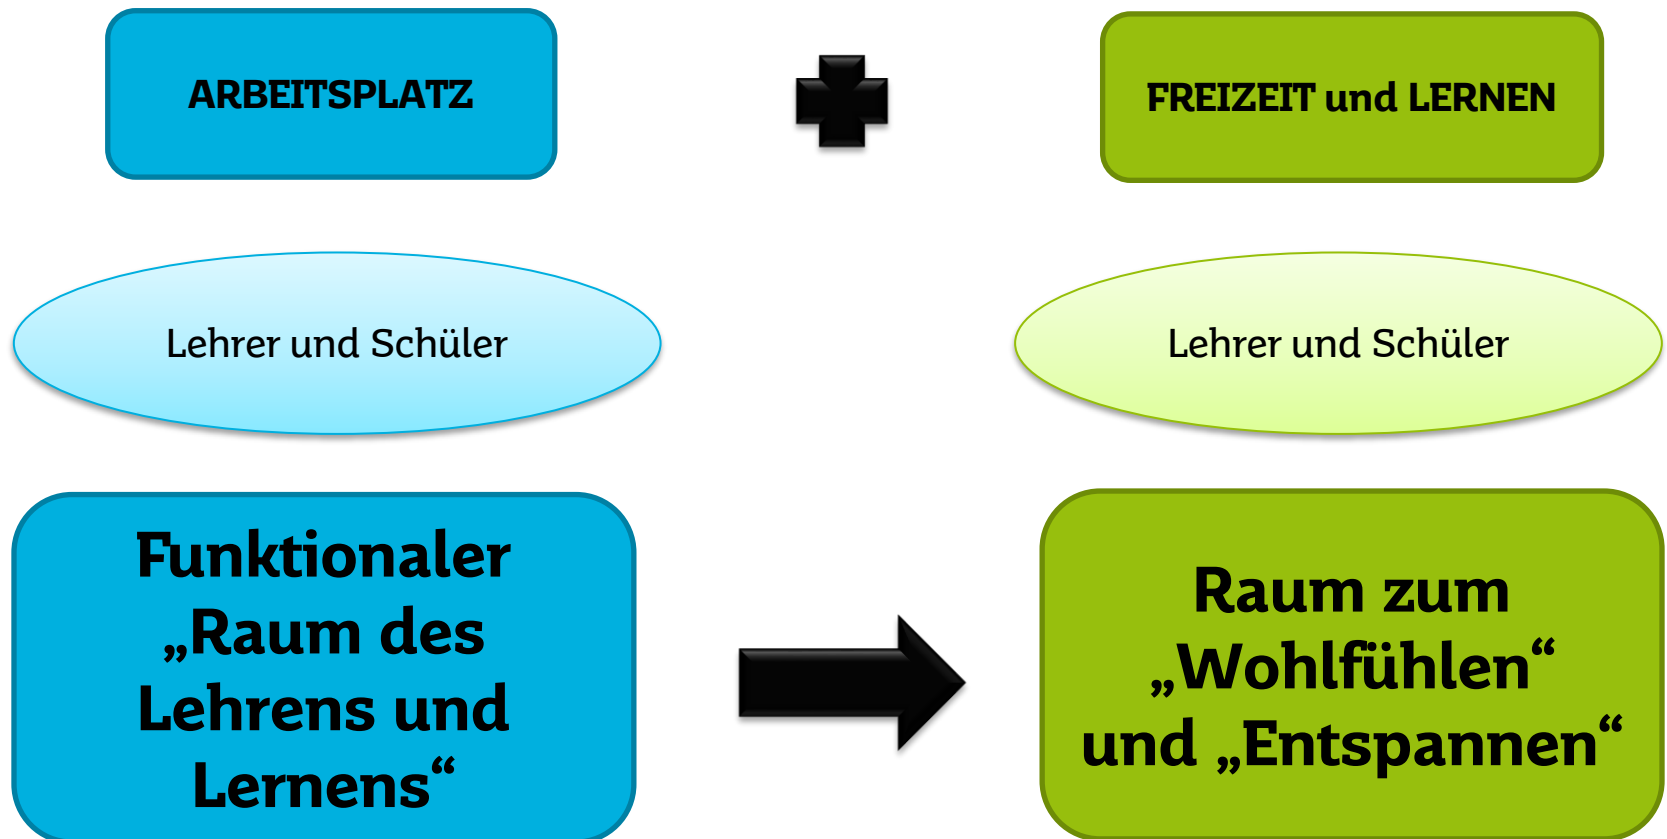 ARBEITSPLATZ
FREIZEIT und LERNEN
Lehrer und Schüler
Lehrer und Schüler
Funktionaler
„Raum des
Lehrens und
Lernens“
Raum zum
„Wohlfühlen“
und „Entspannen“